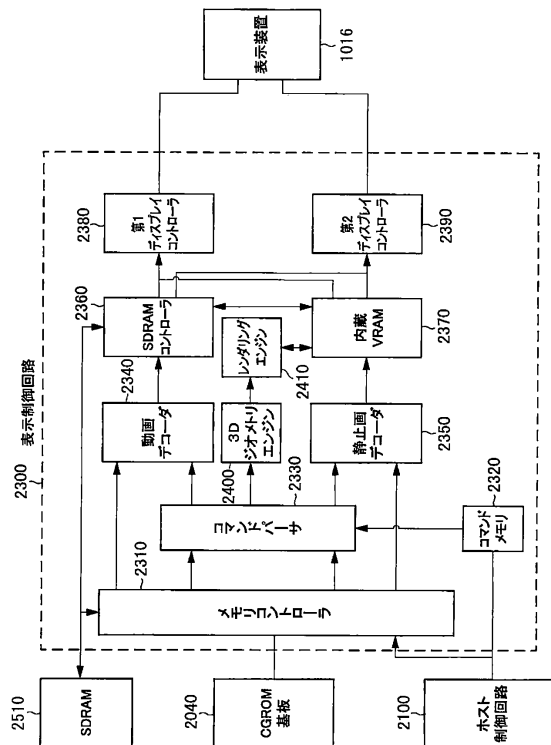 表示装置
1016
2300
表示制御回路
2380
第1
ディスプレイ
コントローラ
第2
ディスプレイ
コントローラ
2390
2360
SDRAM
コントローラ
レンダリング
エンジン
2410
内蔵
VRAM
2370
2340
動画
デコーダ
3D
ジオメトリ
エンジン
2400
静止画
デコーダ
2350
2330
コマンドパーサ
2320
コマンド
メモリ
2310
メモリコントローラ
2510
SDRAM
2040
CGROM
基板
2100
ホスト
制御回路